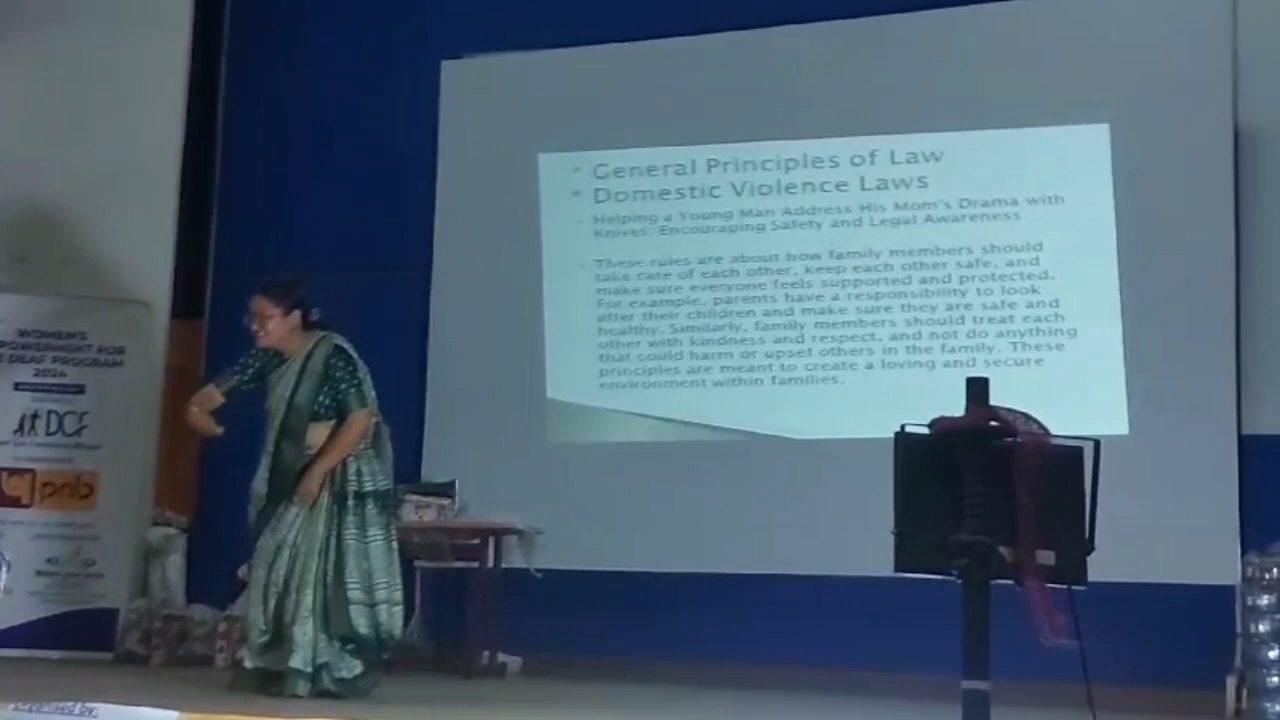 General Principles of Law
Domestic Violence Laws
Helping a Young Man Address His Mom's Drama with
Knives: Encouraging Safety and Legal Awareness
These rules are about how family members should
take care of each other, keep each other safe, and
make sure everyone feels supported and protected.
For example, parents have a responsibility to look
after their children and make sure they are safe and
healthy. Similarly, family members should treat each
other with kindness and respect, and not do anything
that could harm or upset others in the family. These
principles are meant to create a loving and secure
environment within families.
WOMEN'S
POWERMENT FOR
E DEAF PROGRAM
2024
DCF
pnb
organised by: